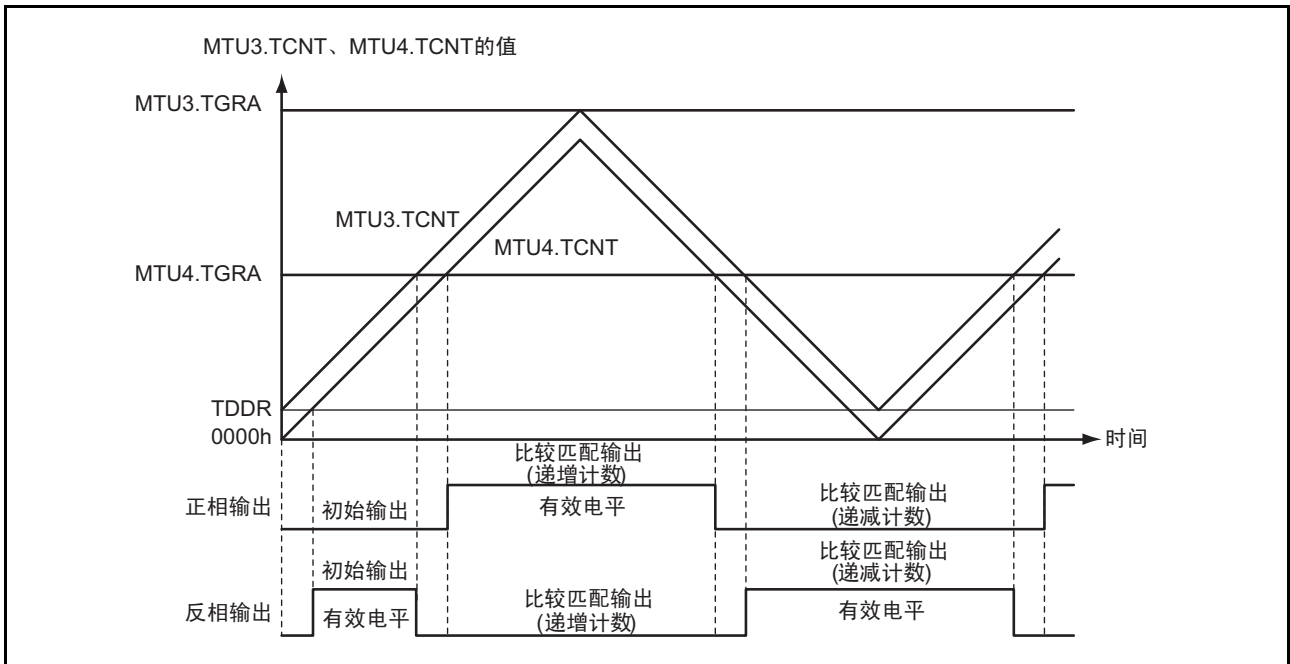 MTU3.TCNT、MTU4.TCNT的值
MTU3.TGRA
MTU3.TCNT
MTU4.TCNT
MTU4.TGRA
TDDR
0000h
时间
比较匹配输出
(递增计数)
正相输出
初始输出
有效电平
比较匹配输出
(递减计数)
初始输出
比较匹配输出
(递减计数)
反相输出
有效电平
比较匹配输出
(递增计数)
有效电平